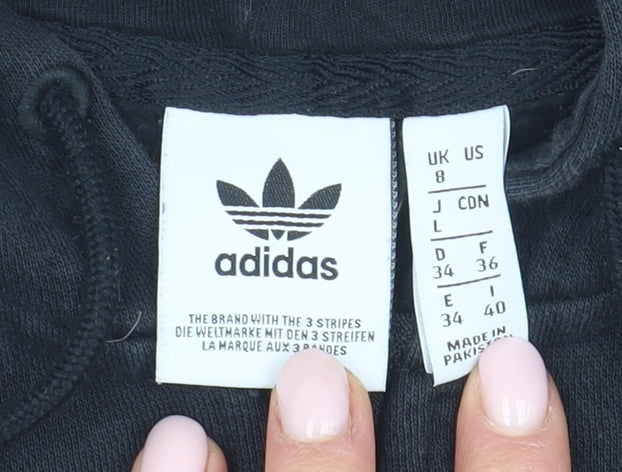 adidas
THE BRAND WITH THE 3 STRIPES
DIE WELTMARKE MIT DEN 3 STREIFEN
LA MARQUE AUX 3 BANDES
UK US
8
J CDN
L
D F
34 36
E I
34 40
MADE IN
PAKISTAN